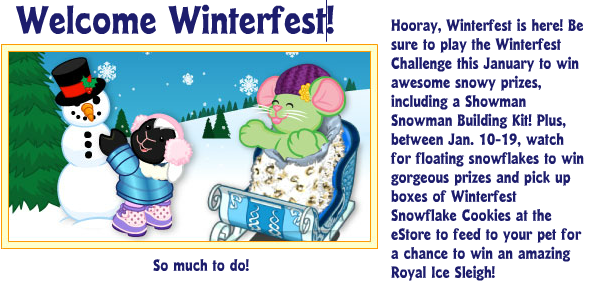 Welcome Winterfest!
So much to do!
Hooray, Winterfest is here! Be
sure to play the Winterfest
Challenge this January to win
awesome snowy prizes,
including a Showman
Snowman Building Kit! Plus,
between Jan. 10-19, watch
for floating snowflakes to win
gorgeous prizes and pick up
boxes of Winterfest
Snowflake Cookies at the
eStore to feed to your pet for
a chance to win an amazing
Royal Ice Sleigh!